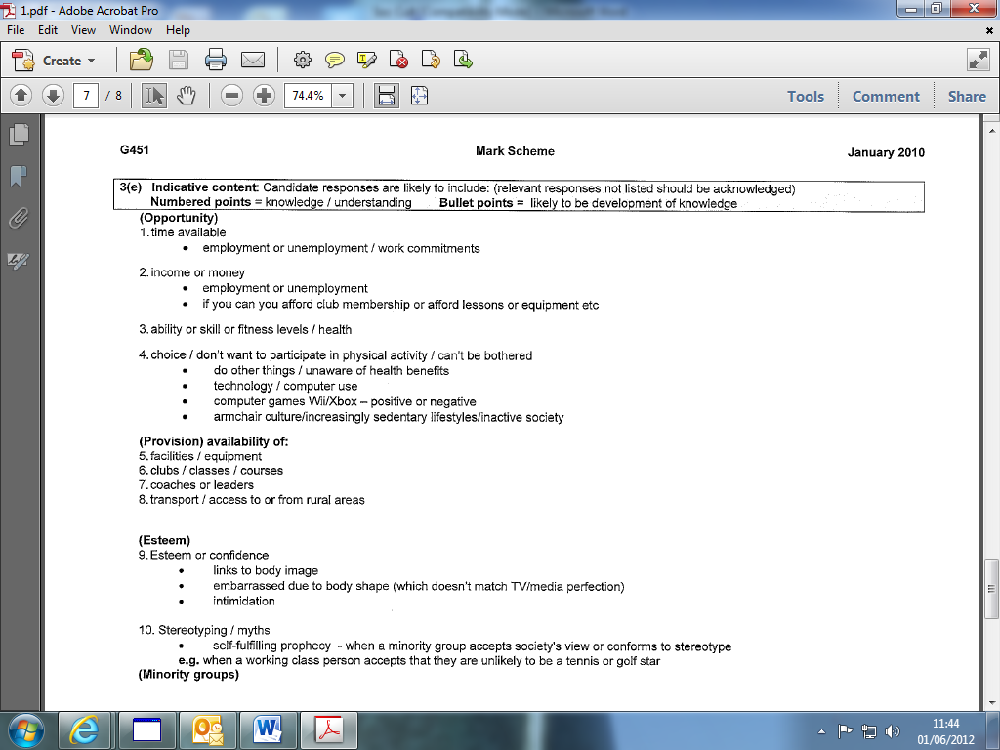 1.pdf - Adobe Acrobat Pro
File Edit View Window Help
Create
7 / 8 74.4% Tools Comment Share
G451 Mark Scheme January 2010
3(e) Indicative content: Candidate responses are likely to include: (relevant responses not listed should be acknowledged)
Numbered points = knowledge / understanding Bullet points = likely to be development of knowledge
(Opportunity)
1. time available
• employment or unemployment / work commitments
2. income or money
• employment or unemployment
• if you can you afford club membership or afford lessons or equipment etc
3. ability or skill or fitness levels / health
4. choice / don't want to participate in physical activity / can't be bothered
• do other things / unaware of health benefits
• technology / computer use
• computer games Wii/Xbox – positive or negative
• armchair culture/increasingly sedentary lifestyles/inactive society
(Provision) availability of:
5. facilities / equipment
6. clubs / classes / courses
7. coaches or leaders
8. transport / access to or from rural areas
(Esteem)
9. Esteem or confidence
• links to body image
• embarrassed due to body shape (which doesn't match TV/media perfection)
• intimidation
10. Stereotyping / myths
• self-fulfilling prophecy - when a minority group accepts society's view or conforms to stereotype
e.g. when a working class person accepts that they are unlikely to be a tennis or golf star
(Minority groups)
11:44
01/06/2012